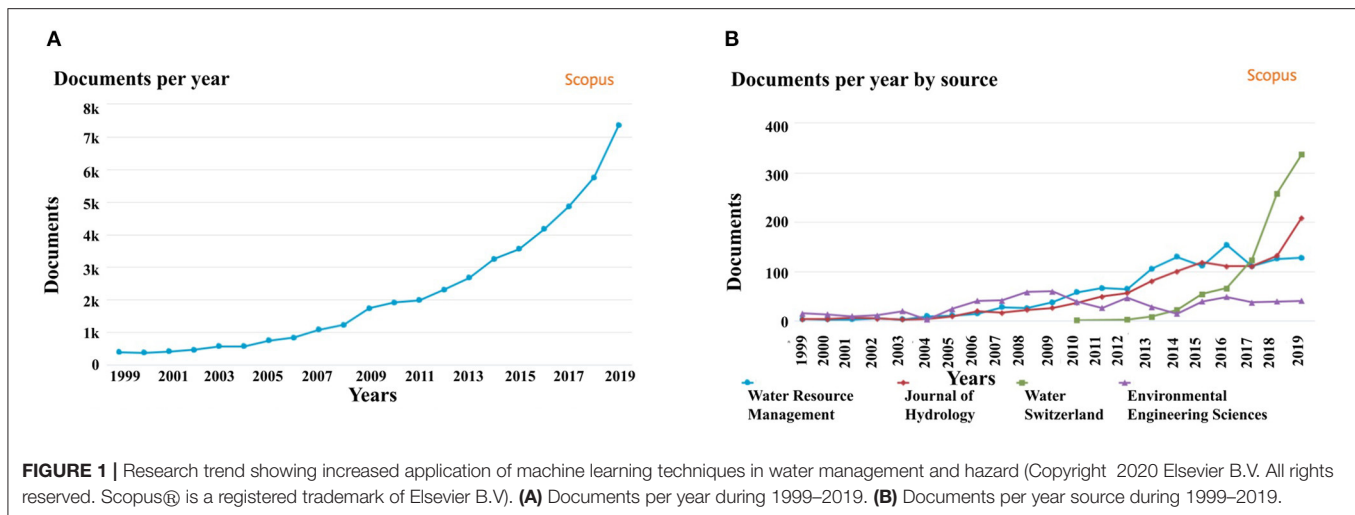 A
Documents per year
Scopus
8k
7k
6k
5k
4k
3k
2k
1k
0
Documents
1999 2001 2003 2005 2007 2009 2011 2013 2015 2017 2019
Years
B
Documents per year by source
Scopus
400
300
200
100
0
Documents
1999 2000 2001 2002 2003 2004 2005 2006 2007 2008 2009 2010 2011 2012 2013 2014 2015 2016 2017 2018 2019
Years
Water Resource
Management
Journal of
Hydrology
Water
Switzerland
Environmental
Engineering Sciences
FIGURE 1 | Research trend showing increased application of machine learning techniques in water management and hazard (Copyright 2020 Elsevier B.V. All rights
reserved. Scopus® is a registered trademark of Elsevier B.V). (A) Documents per year during 1999–2019. (B) Documents per year source during 1999–2019.